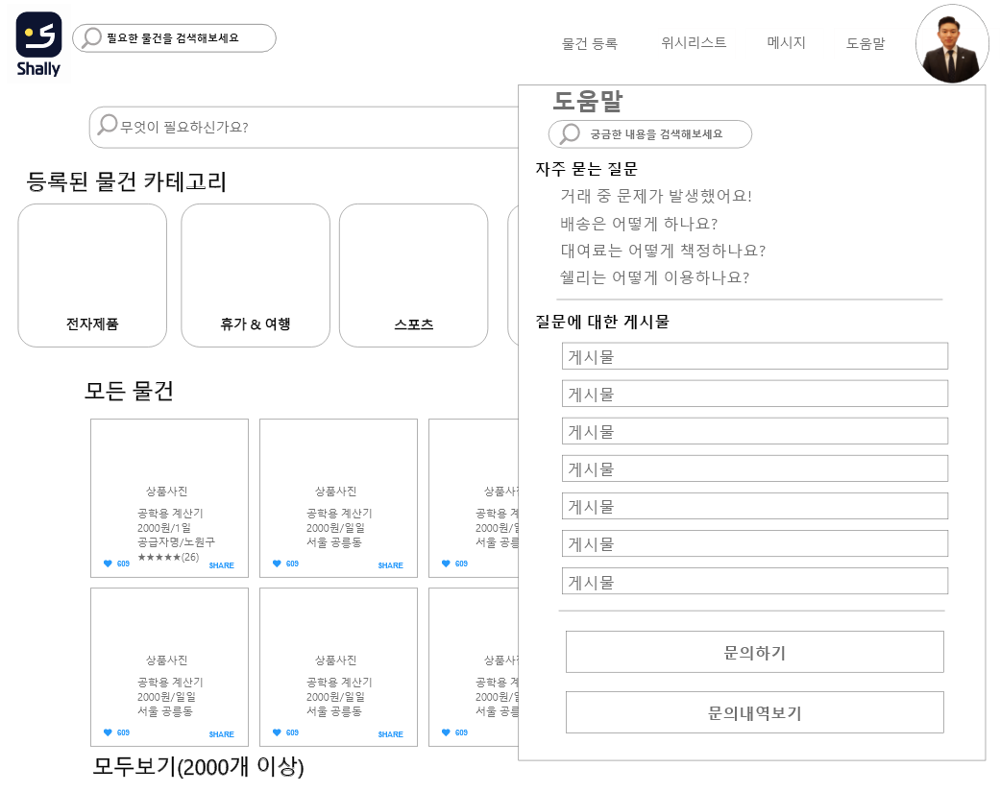 Shally
필요한 물건을 검색해보세요
물건 등록
위시리스트
메시지
도움말
무엇이 필요하신가요?
등록된 물건 카테고리
전자제품
휴가 & 여행
스포츠
모든 물건
상품사진
공학용 계산기
2000원/1일
공급자명/노원구
★★★★★(26)
609
SHARE
상품사진
공학용 계산기
2000원/일일
서울 공릉동
609
SHARE
상품사
공학용 계
2000원/일
서울 공릉
609
상품사진
공학용 계산기
2000원/일일
서울 공릉동
609
SHARE
상품사진
공학용 계산기
2000원/일일
서울 공릉동
609
SHARE
상품사
공학용 계
2000원/일
서울 공릉
609
모두보기(2000개 이상)
도움말
궁금한 내용을 검색해보세요
자주 묻는 질문
거래 중 문제가 발생했어요!
배송은 어떻게 하나요?
대여료는 어떻게 책정하나요?
쉘리는 어떻게 이용하나요?
질문에 대한 게시물
게시물
게시물
게시물
게시물
게시물
게시물
게시물
문의하기
문의내역보기